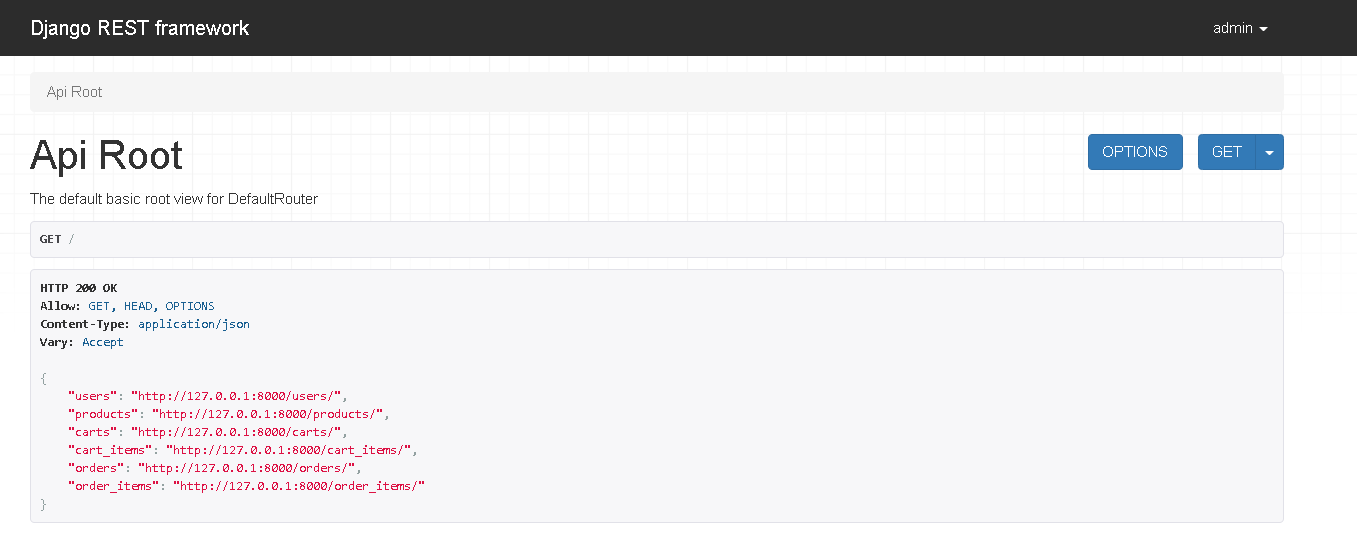 Django REST framework
admin
Api Root
Api Root
OPTIONS
GET
The default basic root view for DefaultRouter
GET /
HTTP 200 OK
Allow: GET, HEAD, OPTIONS
Content-Type: application/json
Vary: Accept
{
    "users": "http://127.0.0.1:8000/users/",
    "products": "http://127.0.0.1:8000/products/",
    "carts": "http://127.0.0.1:8000/carts/",
    "cart_items": "http://127.0.0.1:8000/cart_items/",
    "orders": "http://127.0.0.1:8000/orders/",
    "order_items": "http://127.0.0.1:8000/order_items/"
}